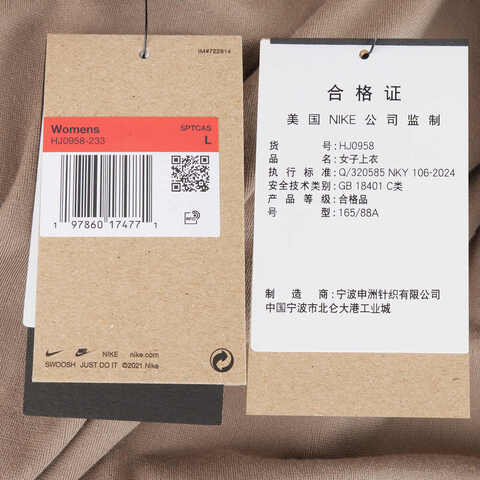 IM#722814
Womens SPTCAS
HJ0958-233 L
1 97860 17477 1
RFID
NIKE nike.com
SWOOSH JUST DO IT ©2021 Nike
合格证
美国 NIKE 公司监制
货号: HJ0958
品名: 女子上衣
执行标准: Q/320585 NKY 106-2024
安全技术类别: GB 18401 C类
产品等级: 合格品
号型: 165/88A
制造商: 宁波申洲针织有限公司
中国宁波市北仑大港工业城